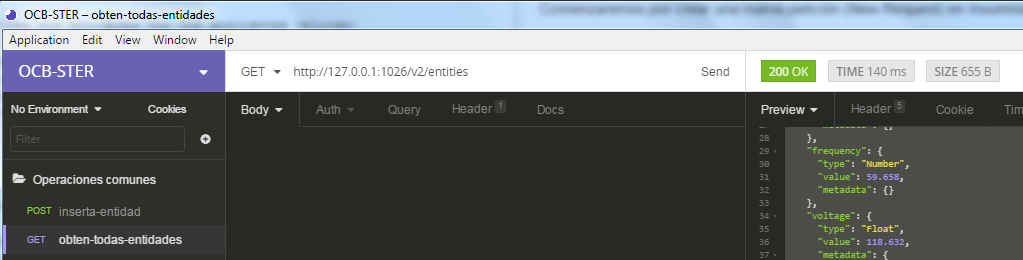 Comenzaremos por crear una nueva petición (New Request) en Insomnia
OCB-STER – obten-todas-entidades
Application Edit View Window Help
OCB-STER GET http://127.0.0.1:1026/v2/entities Send 200 OK TIME 140 ms SIZE 655 B
No Environment Cookies Body Auth Query Header 1 Docs Preview Header 5 Cookie Tim
Filter
Operaciones comunes
POST inserta-entidad
GET obten-todas-entidades
27 "metadata": {}
28 },
29 "frequency": {
30 "type": "Number",
31 "value": 59.658,
32 "metadata": {}
33 },
34 "voltage": {
35 "type": "Float",
36 "value": 118.632,
37 "metadata": {